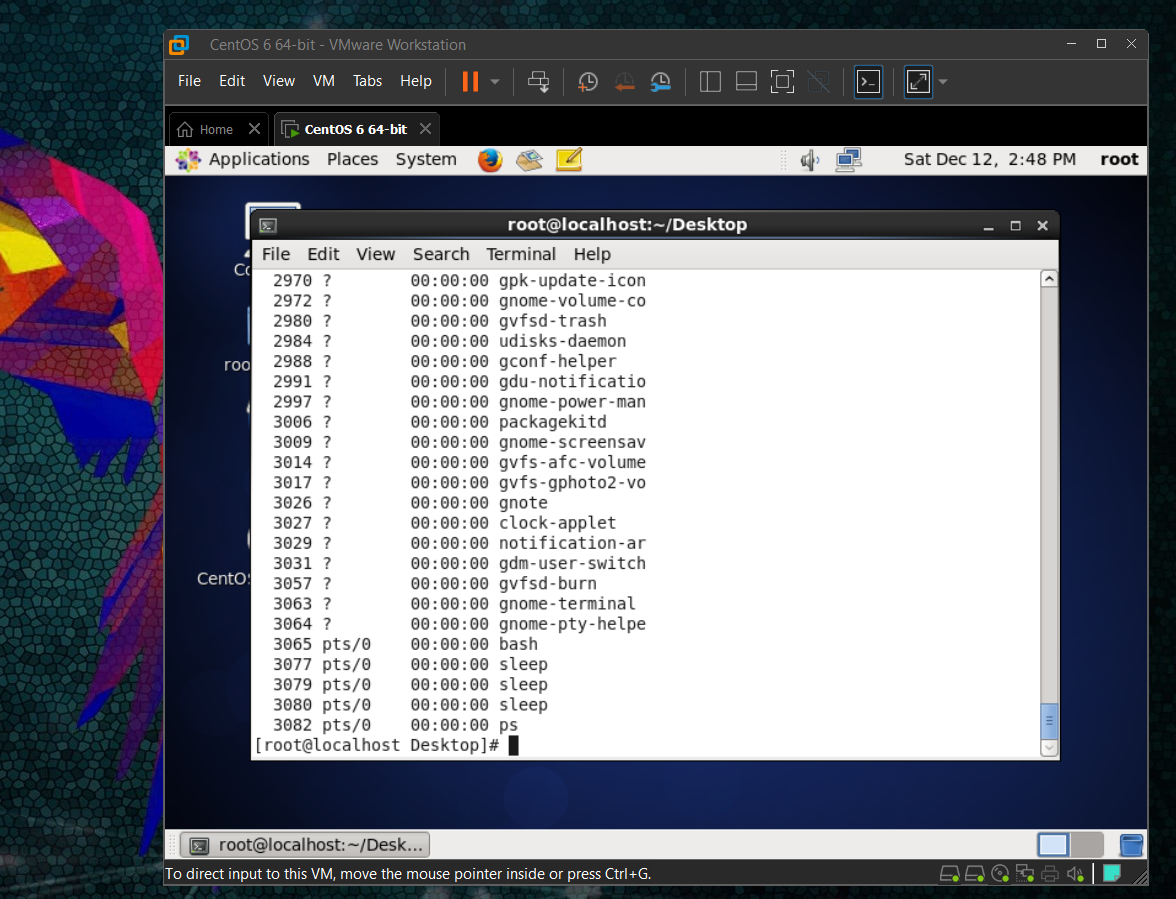 CentOS 6 64-bit - VMware Workstation
File Edit View VM Tabs Help
Home CentOS 6 64-bit
Applications Places System Sat Dec 12, 2:48 PM root
root@localhost:~/Desktop
File Edit View Search Terminal Help
2970 ? 00:00:00 gpk-update-icon
2972 ? 00:00:00 gnome-volume-co
2980 ? 00:00:00 gvfsd-trash
2984 ? 00:00:00 udisks-daemon
2988 ? 00:00:00 gconf-helper
2991 ? 00:00:00 gdu-notificatio
2997 ? 00:00:00 gnome-power-man
3006 ? 00:00:00 packagekitd
3009 ? 00:00:00 gnome-screensav
3014 ? 00:00:00 gvfs-afc-volume
3017 ? 00:00:00 gvfs-gphoto2-vo
3026 ? 00:00:00 gnote
3027 ? 00:00:00 clock-applet
3029 ? 00:00:00 notification-ar
3031 ? 00:00:00 gdm-user-switch
3057 ? 00:00:00 gvfsd-burn
3063 ? 00:00:00 gnome-terminal
3064 ? 00:00:00 gnome-pty-helpe
3065 pts/0 00:00:00 bash
3077 pts/0 00:00:00 sleep
3079 pts/0 00:00:00 sleep
3080 pts/0 00:00:00 sleep
3082 pts/0 00:00:00 ps
[root@localhost Desktop]#
Co
roo
CentOS
root@localhost:~/Desk...
To direct input to this VM, move the mouse pointer inside or press Ctrl+G.